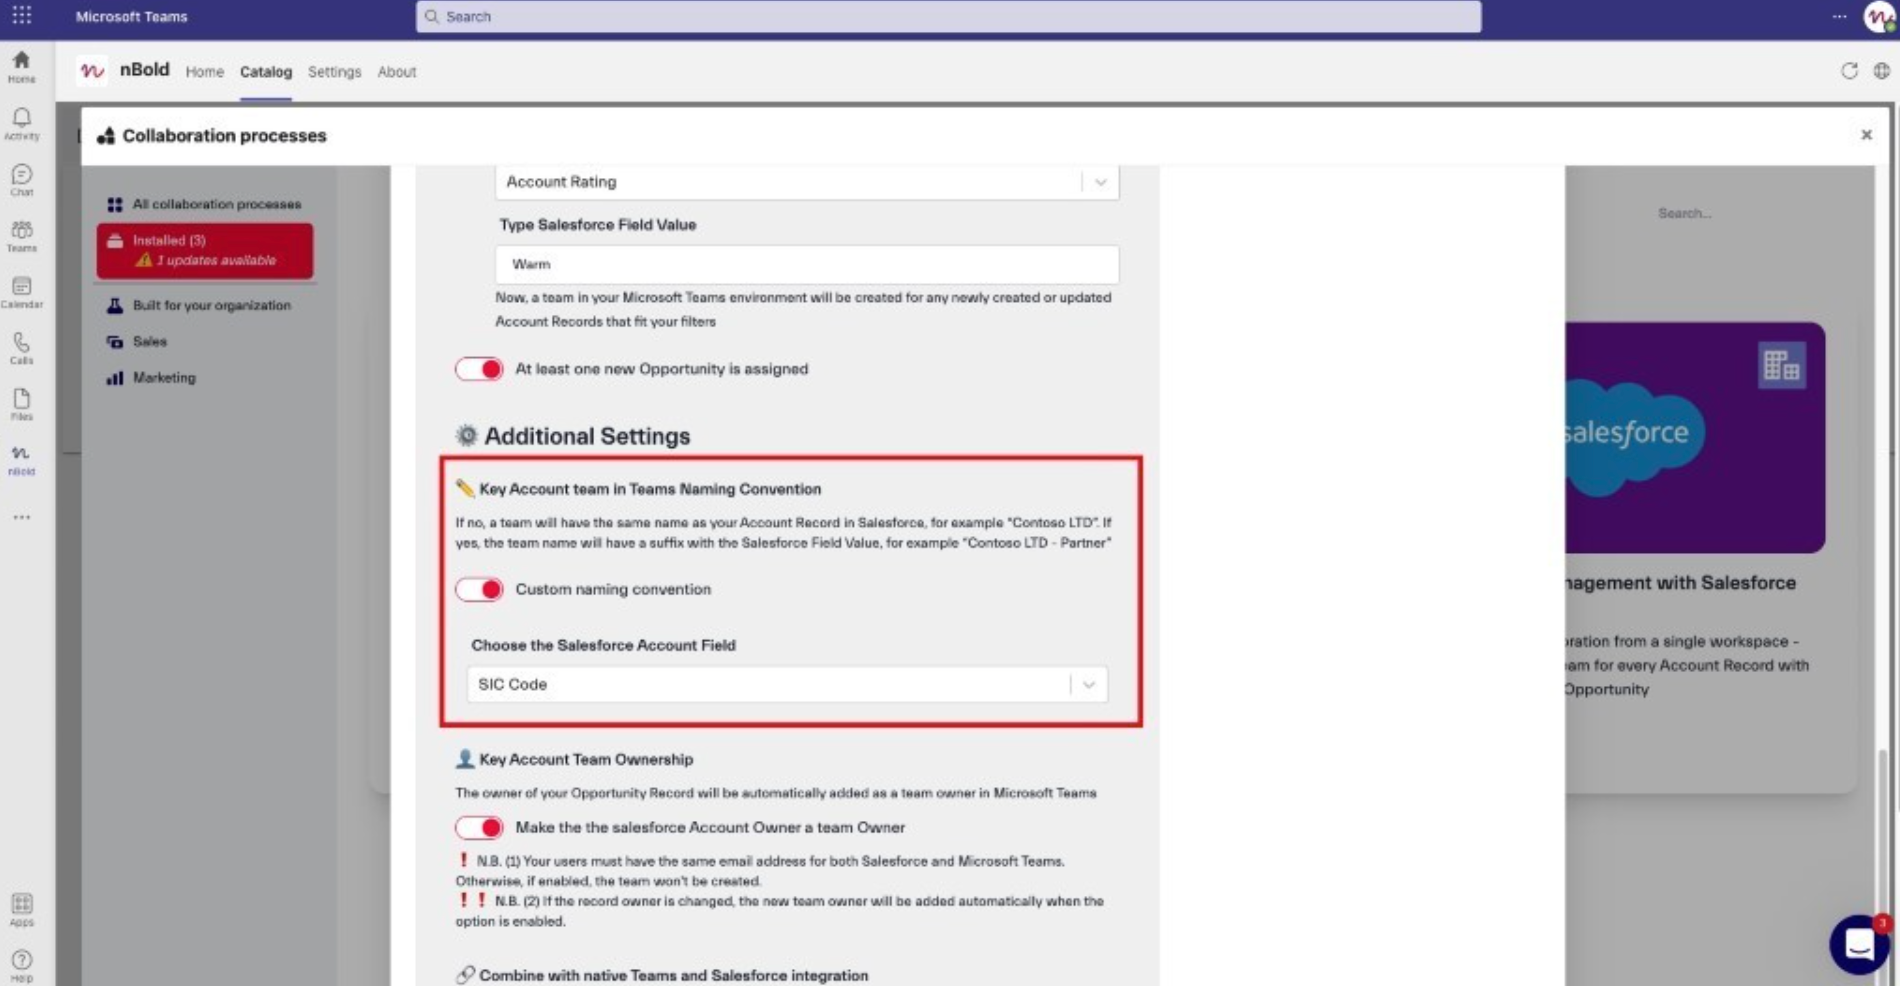 Microsoft Teams
Search
nBold Home Catalog Settings About
Home
Activity
Chat
Teams
Calendar
Calls
Files
nBold
Apps
Help
Collaboration processes
All collaboration processes
Installed (3)
1 updates available
Built for your organization
Sales
Marketing
Account Rating
Type Salesforce Field Value
Warm
Now, a team in your Microsoft Teams environment will be created for any newly created or updated
Account Records that fit your filters
At least one new Opportunity is assigned
Additional Settings
Key Account team in Teams Naming Convention
If no, a team will have the same name as your Account Record in Salesforce, for example "Contoso LTD". If
yes, the team name will have a suffix with the Salesforce Field Value, for example "Contoso LTD - Partner"
Custom naming convention
Choose the Salesforce Account Field
SIC Code
Key Account Team Ownership
The owner of your Opportunity Record will be automatically added as a team owner in Microsoft Teams
Make the the salesforce Account Owner a team Owner
❗ N.B. (1) Your users must have the same email address for both Salesforce and Microsoft Teams.
Otherwise, if enabled, the team won't be created.
❗❗ N.B. (2) If the record owner is changed, the new team owner will be added automatically when the
option is enabled.
Combine with native Teams and Salesforce integration
Search...
salesforce
nagement with Salesforce
oration from a single workspace -
am for every Account Record with
Opportunity
3